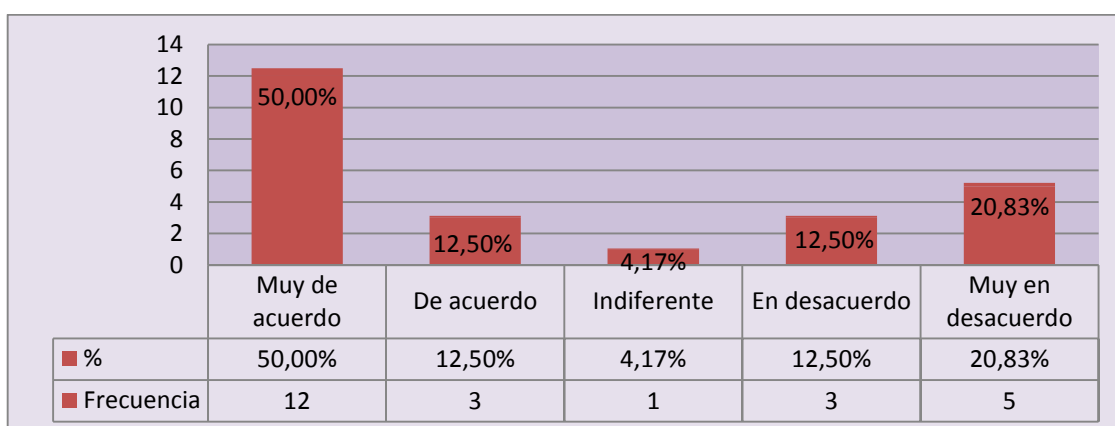 14
12
10
8
6
4
2
0
50,00%
12,50%
4,17%
12,50%
20,83%
Muy de
acuerdo
De acuerdo
Indiferente
En desacuerdo
Muy en
desacuerdo
% 50,00% 12,50% 4,17% 12,50% 20,83%
Frecuencia 12 3 1 3 5